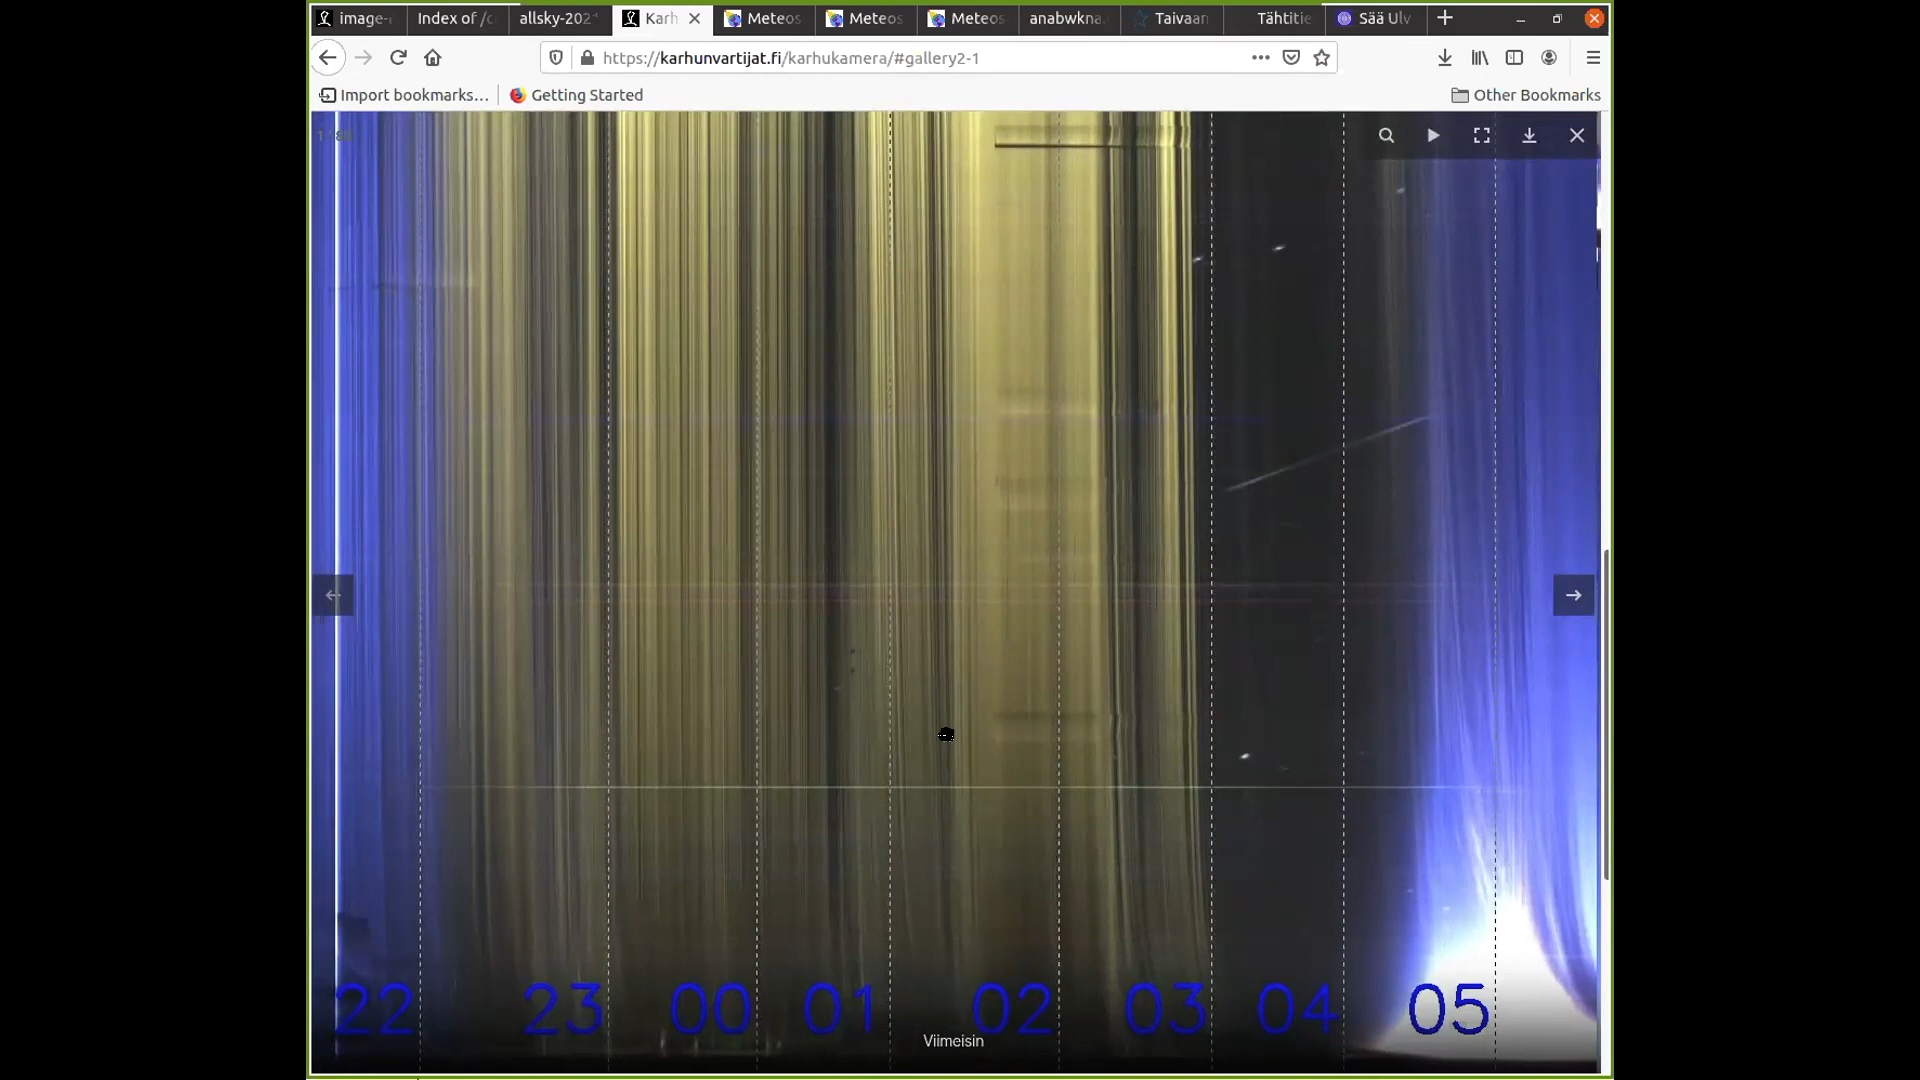 image-
Index of /c
allsky-202
Karh
Meteos
Meteos
Meteos
anabwkna
Taivaan
Tähtitie
Sää Ulv
https://karhunvartijat.fi/karhukamera/#gallery2-1
Import bookmarks...
Getting Started
Other Bookmarks
22 23 00 01 02 03 04 05
Viimeisin